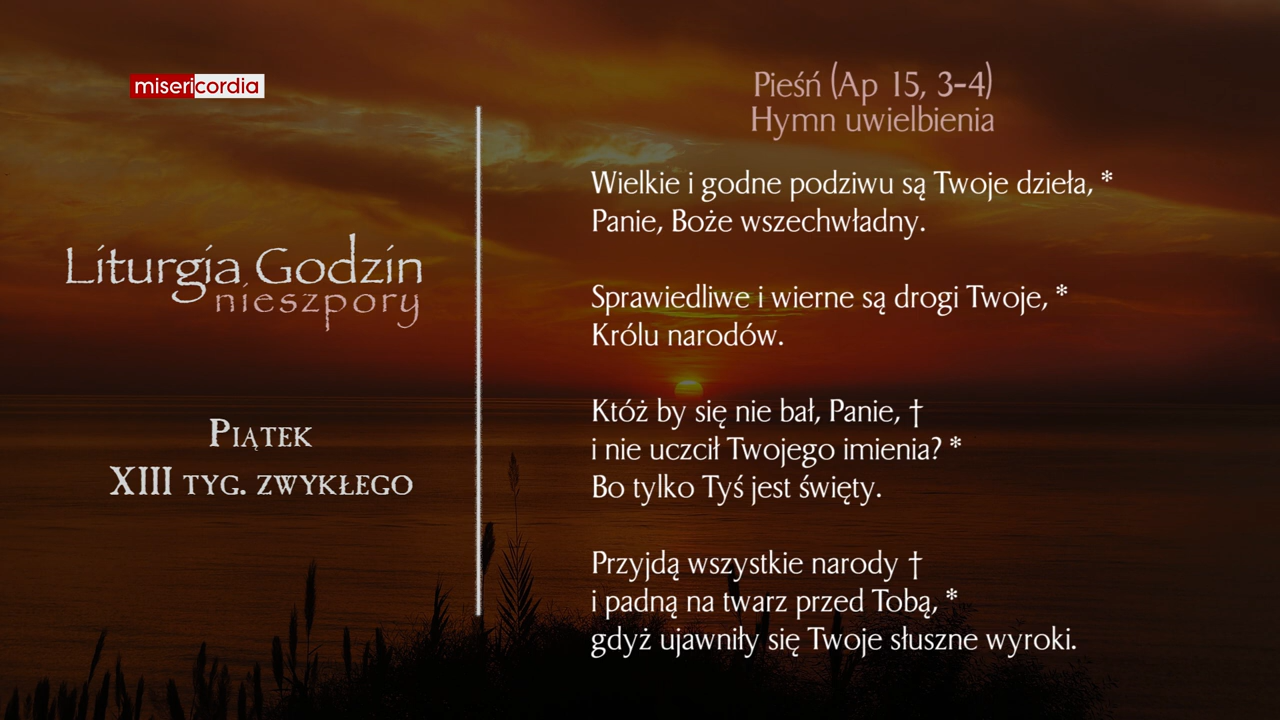 misericordia
Liturgia Godzin
nieszpory
Piątek
XIII tyg. zwykłego
Pieśń (Ap 15, 3-4)
Hymn uwielbienia
Wielkie i godne podziwu są Twoje dzieła, *
Panie, Boże wszechwładny.
Sprawiedliwe i wierne są drogi Twoje, *
Królu narodów.
Któż by się nie bał, Panie, †
i nie uczcił Twojego imienia? *
Bo tylko Tyś jest święty.
Przyjdą wszystkie narody †
i padną na twarz przed Tobą, *
gdyż ujawniły się Twoje słuszne wyroki.